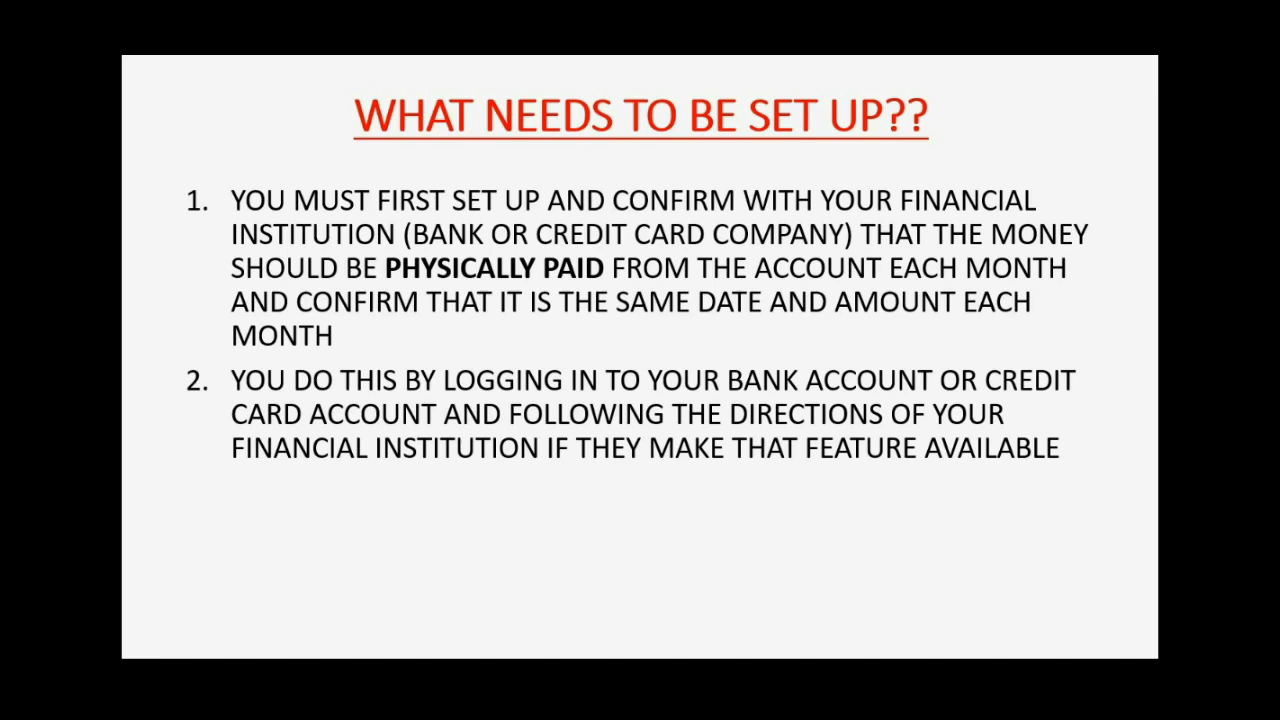 WHAT NEEDS TO BE SET UP??
1. YOU MUST FIRST SET UP AND CONFIRM WITH YOUR FINANCIAL
INSTITUTION (BANK OR CREDIT CARD COMPANY) THAT THE MONEY
SHOULD BE PHYSICALLY PAID FROM THE ACCOUNT EACH MONTH
AND CONFIRM THAT IT IS THE SAME DATE AND AMOUNT EACH
MONTH
2. YOU DO THIS BY LOGGING IN TO YOUR BANK ACCOUNT OR CREDIT
CARD ACCOUNT AND FOLLOWING THE DIRECTIONS OF YOUR
FINANCIAL INSTITUTION IF THEY MAKE THAT FEATURE AVAILABLE